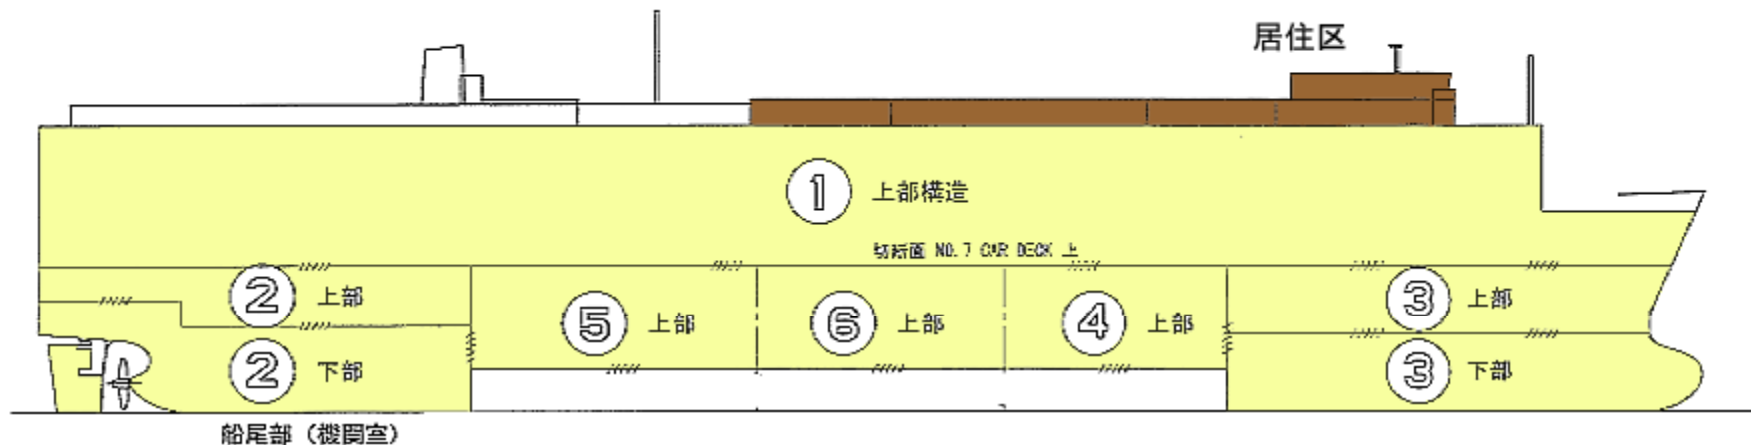 居住区
① 上部構造
切断面 NO.7 CAR DECK 上
② 上部
⑤ 上部
⑥ 上部
④ 上部
③ 上部
② 下部
③ 下部
船尾部（機関室）